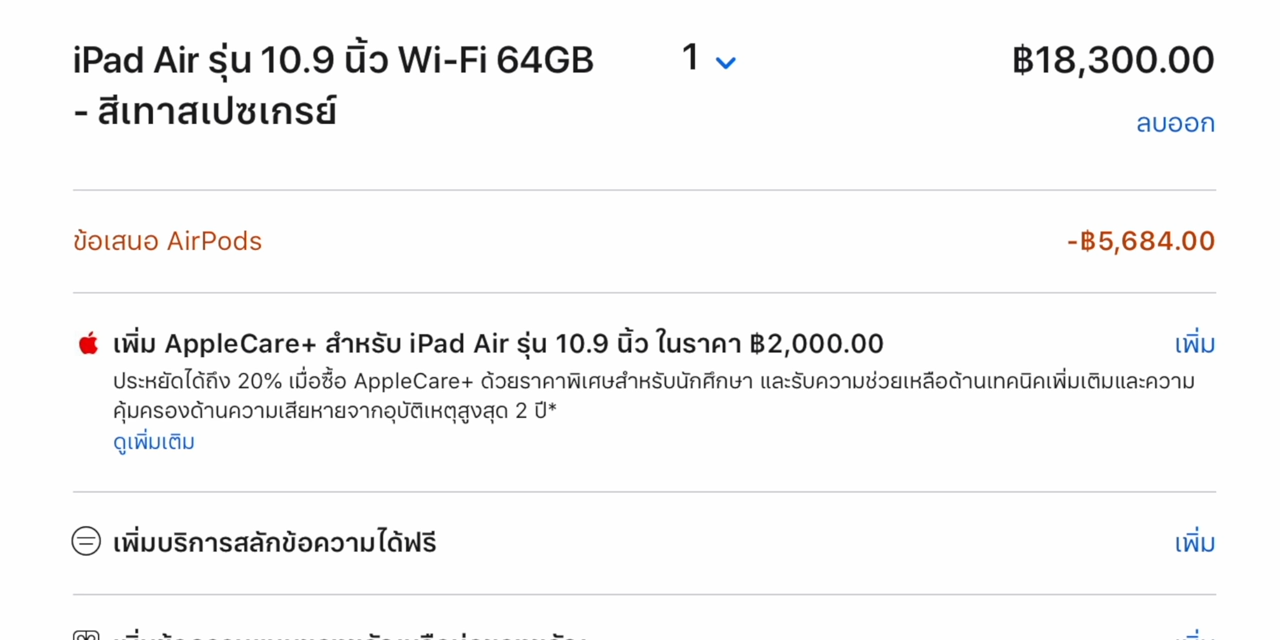 iPad Air รุ่น 10.9 นิ้ว Wi-Fi 64GB
- สีเทาสเปซเกรย์
1
฿18,300.00
ลบออก
ข้อเสนอ AirPods
-฿5,684.00
เพิ่ม AppleCare+ สำหรับ iPad Air รุ่น 10.9 นิ้ว ในราคา ฿2,000.00
เพิ่ม
ประหยัดได้ถึง 20% เมื่อซื้อ AppleCare+ ด้วยราคาพิเศษสำหรับนักศึกษา และรับความช่วยเหลือด้านเทคนิคเพิ่มเติมและความ
คุ้มครองด้านความเสียหายจากอุบัติเหตุสูงสุด 2 ปี*
ดูเพิ่มเติม
เพิ่มบริการสลักข้อความได้ฟรี
เพิ่ม